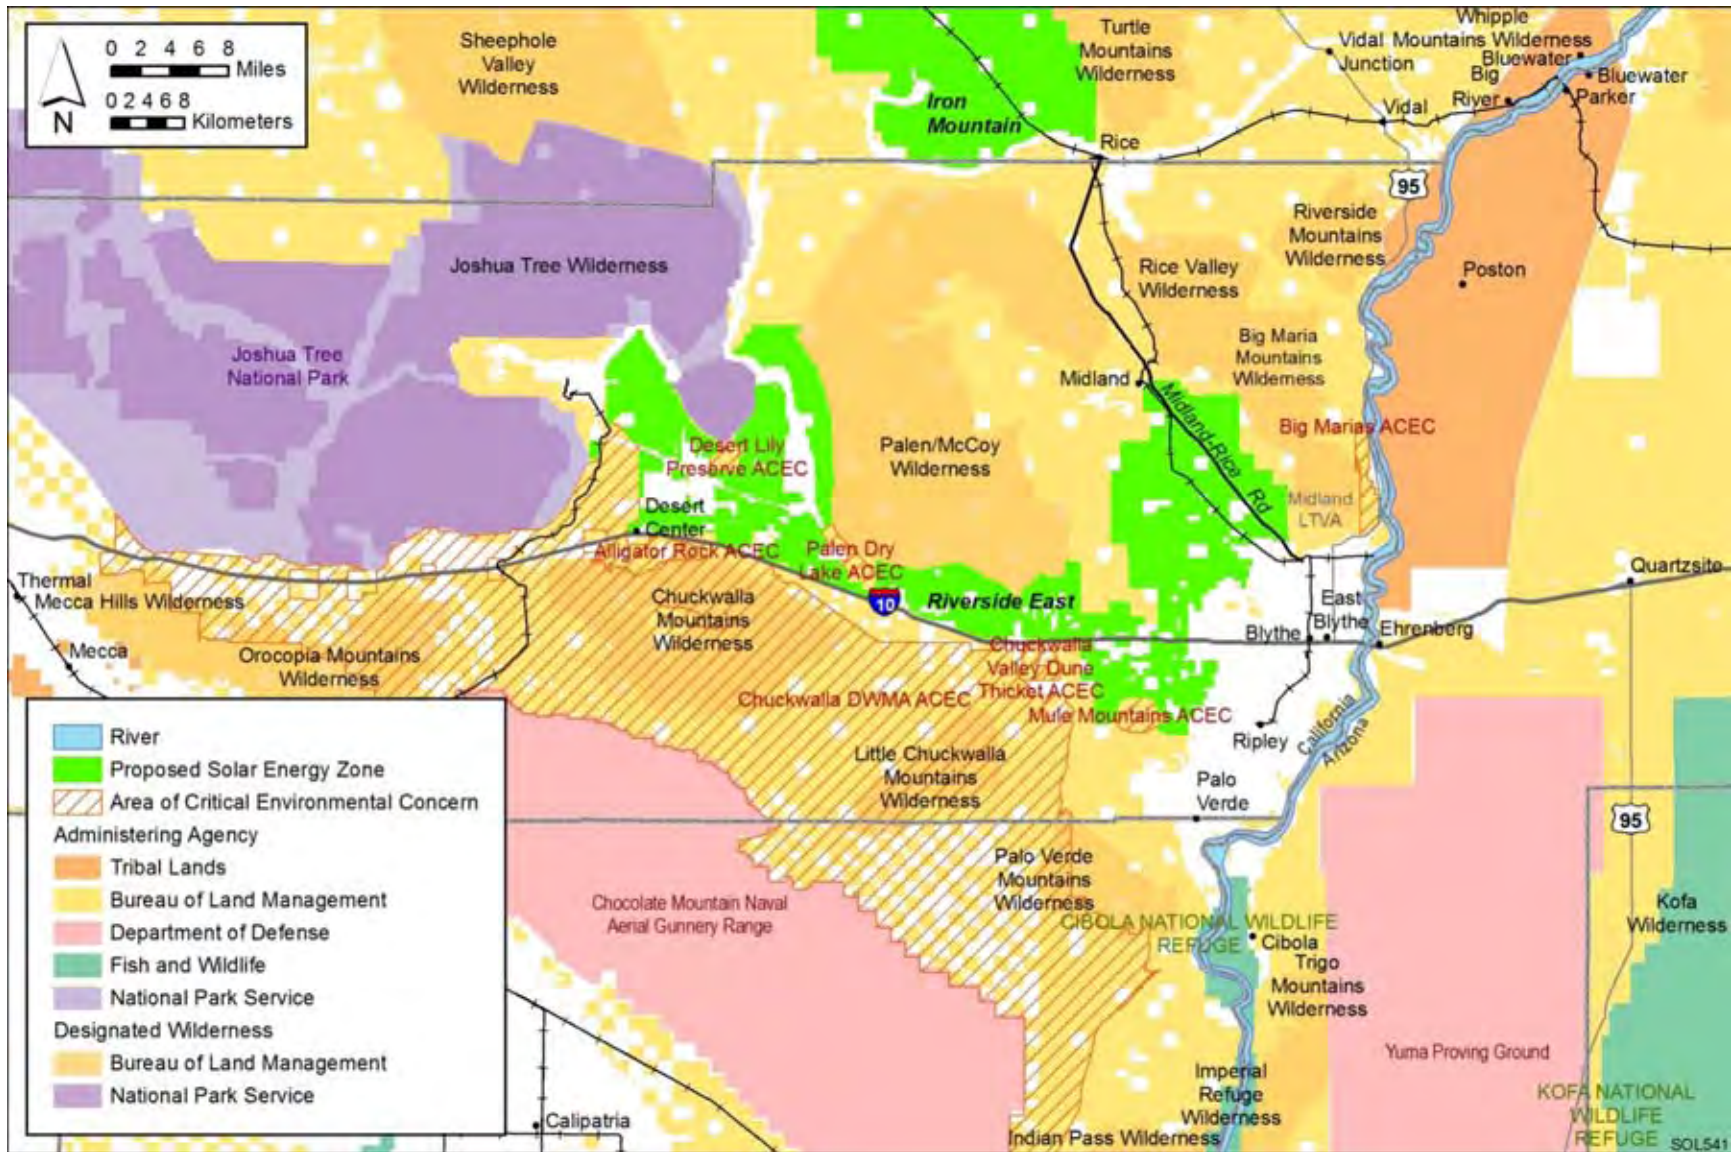 0 2 4 6 8
Miles
0 2 4 6 8
Kilometers
N
Sheephole
Valley
Wilderness
Turtle
Mountains
Wilderness
Iron
Mountain
Whipple
Vidal Mountains Wilderness
Junction
Bluewater
Big
River
Bluewater
Parker
Vidal
Rice
95
Riverside
Mountains
Wilderness
Joshua Tree Wilderness
Rice Valley
Wilderness
Poston
Joshua Tree
National Park
Big Maria
Mountains
Wilderness
Midland
Midland-Rice Rd
Big Marias ACEC
Desert Lily
Preserve ACEC
Palen/McCoy
Wilderness
Midland
LTVA
Desert
Center
Alligator Rock ACEC
Palen Dry
Lake ACEC
Quartzsite
Thermal
Mecca Hills Wilderness
Chuckwalla
Mountains
Wilderness
10
Riverside East
East
Blythe
Blythe
Ehrenberg
Mecca
Orocopia Mountains
Wilderness
Chuckwalla
Valley Dune
Thicket ACEC
Chuckwalla DWMA ACEC
Mule Mountains ACEC
Ripley
California
Arizona
Little Chuckwalla
Mountains
Wilderness
Palo
Verde
95
River
Proposed Solar Energy Zone
Area of Critical Environmental Concern
Administering Agency
Tribal Lands
Bureau of Land Management
Department of Defense
Fish and Wildlife
National Park Service
Designated Wilderness
Bureau of Land Management
National Park Service
Palo Verde
Mountains
Wilderness
Chocolate Mountain Naval
Aerial Gunnery Range
CIBOLA NATIONAL WILDLIFE
REFUGE
Cibola
Trigo
Mountains
Wilderness
Kofa
Wilderness
Yuma Proving Ground
Imperial
Refuge
Wilderness
Indian Pass Wilderness
KOFA NATIONAL
WILDLIFE
REFUGE
Calipatria
SOL541